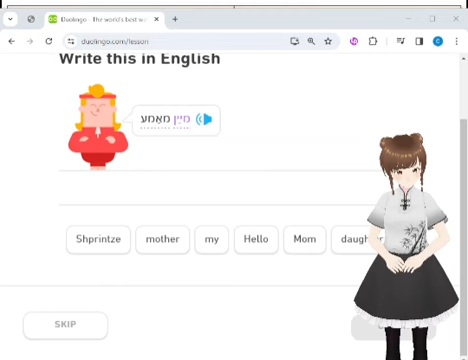 Duolingo - The world's best wa
duolingo.com/lesson
Write this in English
מײַן מאַמע
Shprintze
mother
my
Hello
Mom
SKIP